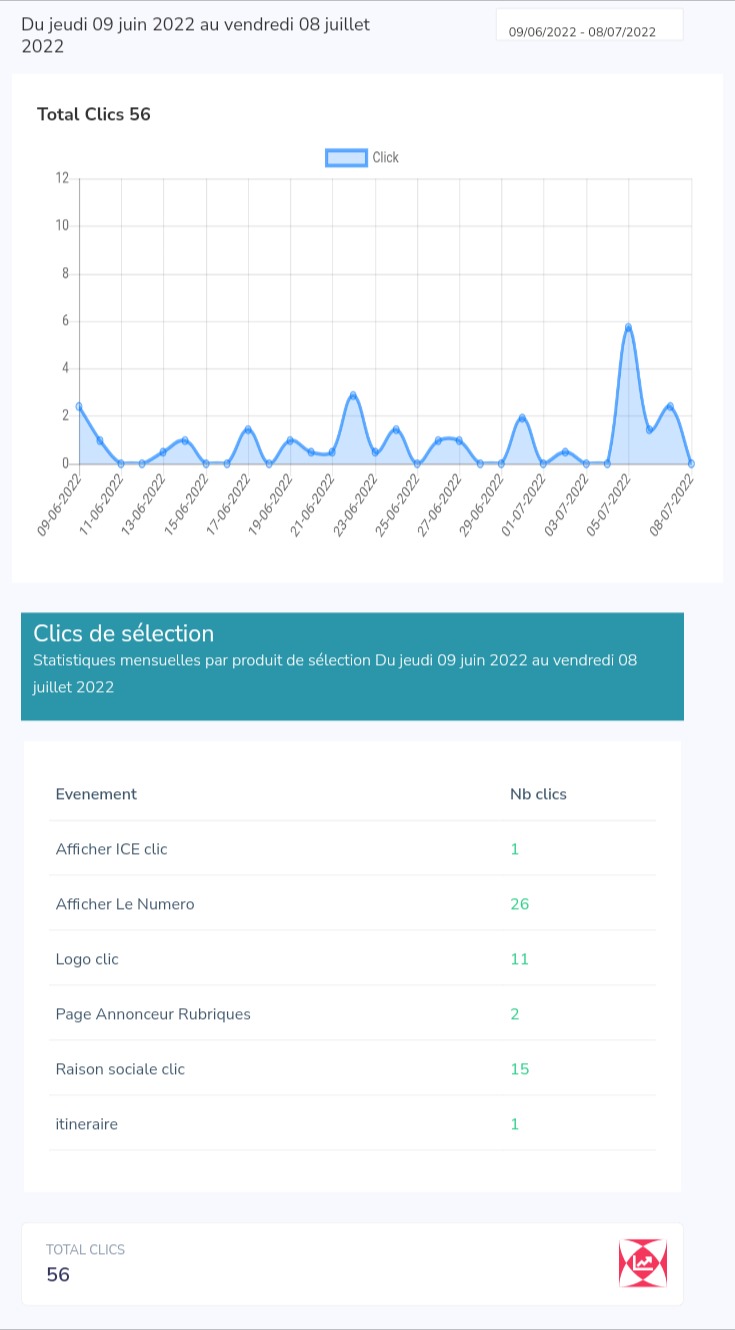 Du jeudi 09 juin 2022 au vendredi 08 juillet
2022
09/06/2022 - 08/07/2022
Total Clics 56
Click
12
10
8
6
4
2
0
09-06-2022
11-06-2022
13-06-2022
15-06-2022
17-06-2022
19-06-2022
21-06-2022
23-06-2022
25-06-2022
27-06-2022
29-06-2022
01-07-2022
03-07-2022
05-07-2022
08-07-2022
Clics de sélection
Statistiques mensuelles par produit de sélection Du jeudi 09 juin 2022 au vendredi 08
juillet 2022
Evenement Nb clics
Afficher ICE clic 1
Afficher Le Numero 26
Logo clic 11
Page Annonceur Rubriques 2
Raison sociale clic 15
itineraire 1
TOTAL CLICS
56